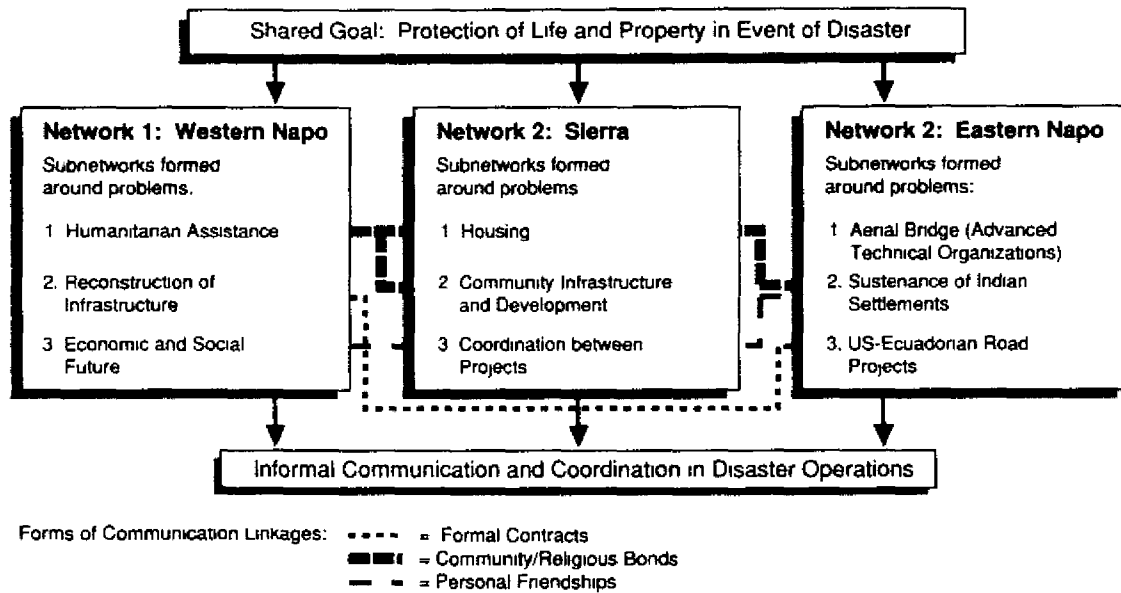 Shared Goal: Protection of Life and Property in Event of Disaster
Network 1: Western Napo
Subnetworks formed
around problems.
1 Humanitarian Assistance
2. Reconstruction of
Infrastructure
3 Economic and Social
Future
Network 2: Sierra
Subnetworks formed
around problems
1 Housing
2 Community Infrastructure
and Development
3 Coordination between
Projects
Network 2: Eastern Napo
Subnetworks formed
around problems:
1 Aerial Bridge (Advanced
Technical Organizations)
2. Sustenance of Indian
Settlements
3. US-Ecuadorian Road
Projects
Informal Communication and Coordination in Disaster Operations
Forms of Communication Linkages:
= Formal Contracts
= Community/Religious Bonds
= Personal Friendships